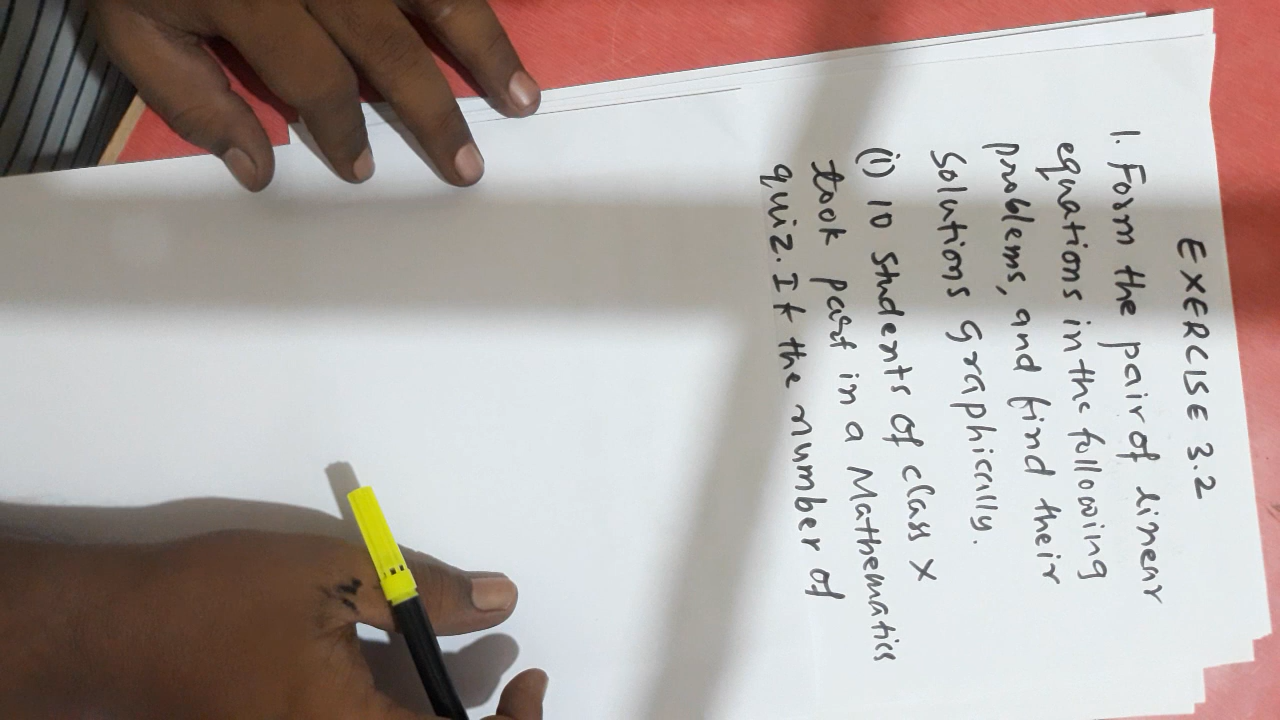 EXERCISE 3.2
1. Form the pair of linear
equations in the following
problems, and find their
solutions graphically.
(i) 10 students of class X
took part in a Mathematics
quiz. If the number of